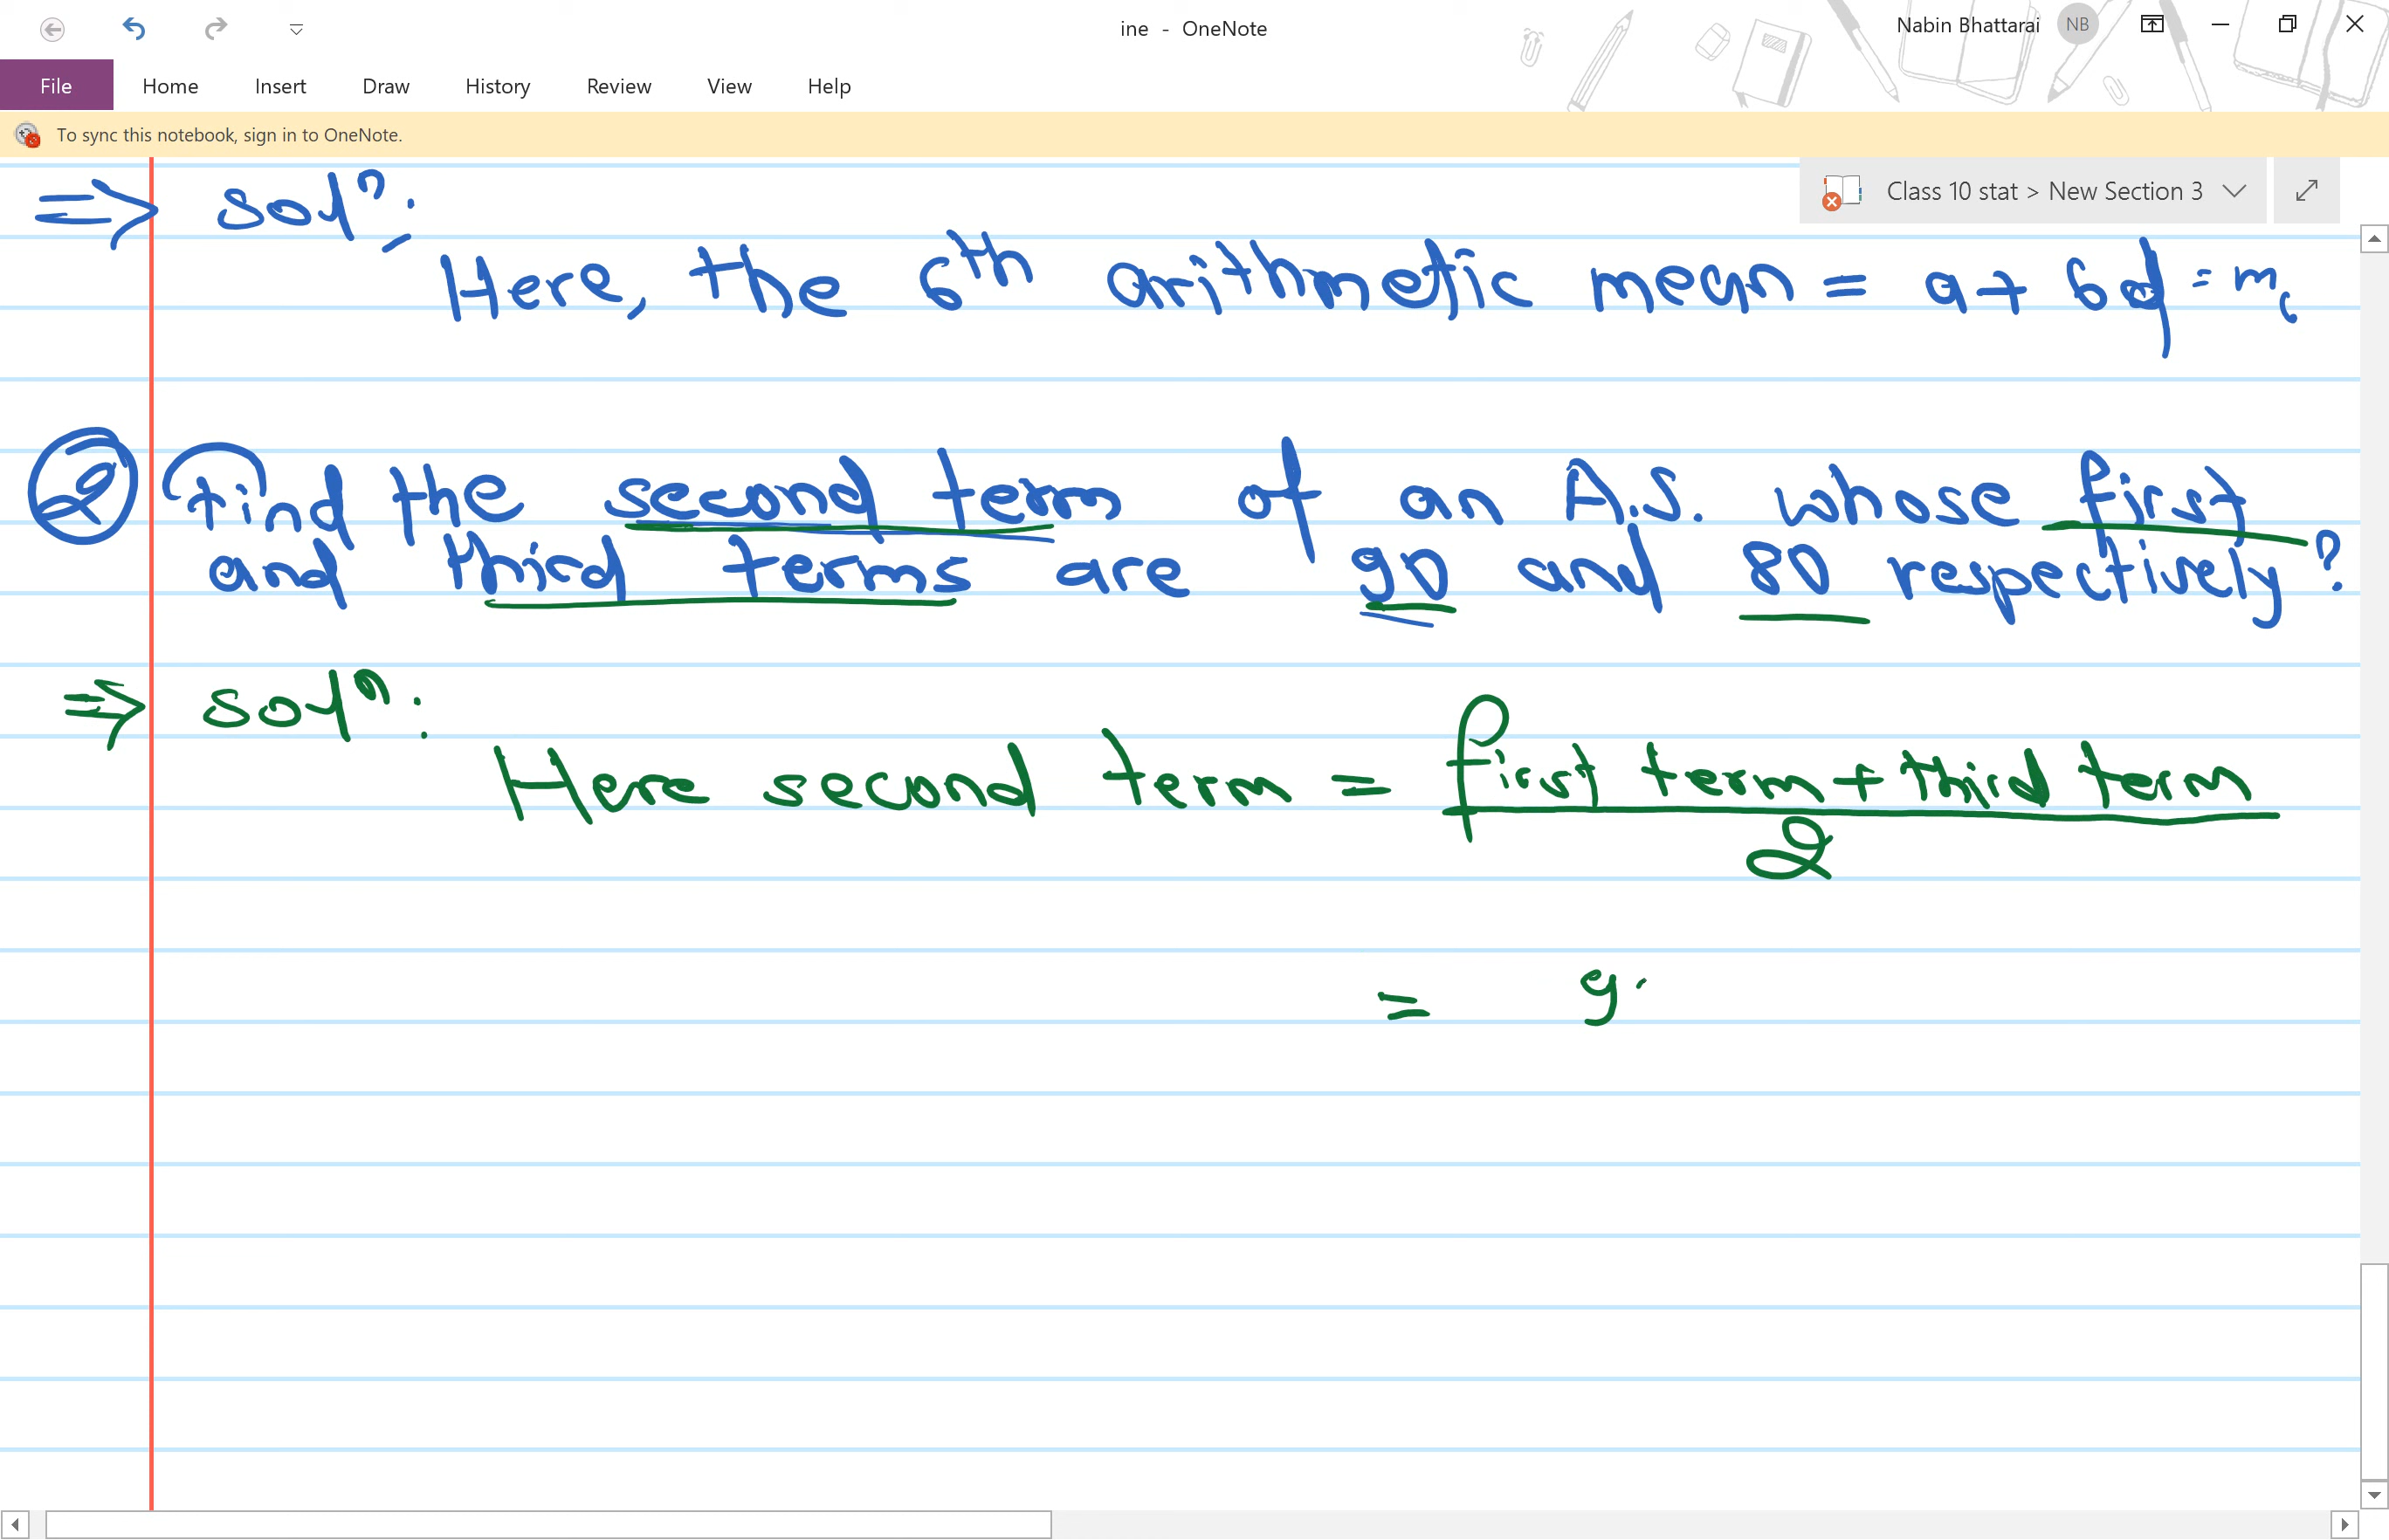 ine - OneNote
Nabin Bhattarai NB
File Home Insert Draw History Review View Help
To sync this notebook, sign in to OneNote.
Class 10 stat > New Section 3
=> solⁿ:
Here, the 6th arithmetic mean = a + 6d = m₆
2 Find the second term of an A.S. whose first
and third terms are 90 and 80 respectively?
=> solⁿ:
Here second term = first term + third term
2
= 9